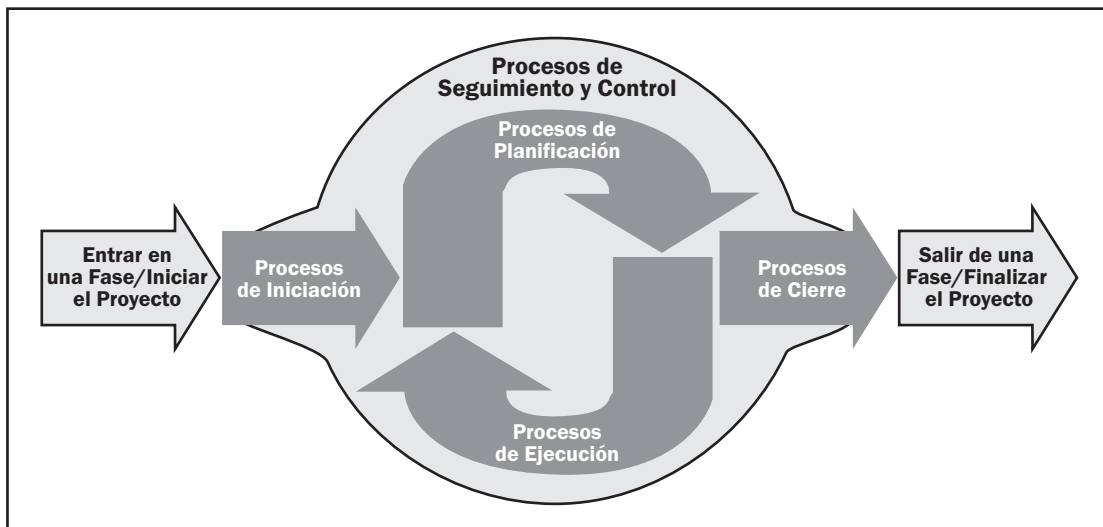 Procesos de
Seguimiento y Control
Procesos de
Planificación
Entrar en
una Fase/Iniciar
el Proyecto
Procesos
de Iniciación
Procesos
de Cierre
Salir de una
Fase/Finalizar
el Proyecto
Procesos
de Ejecución